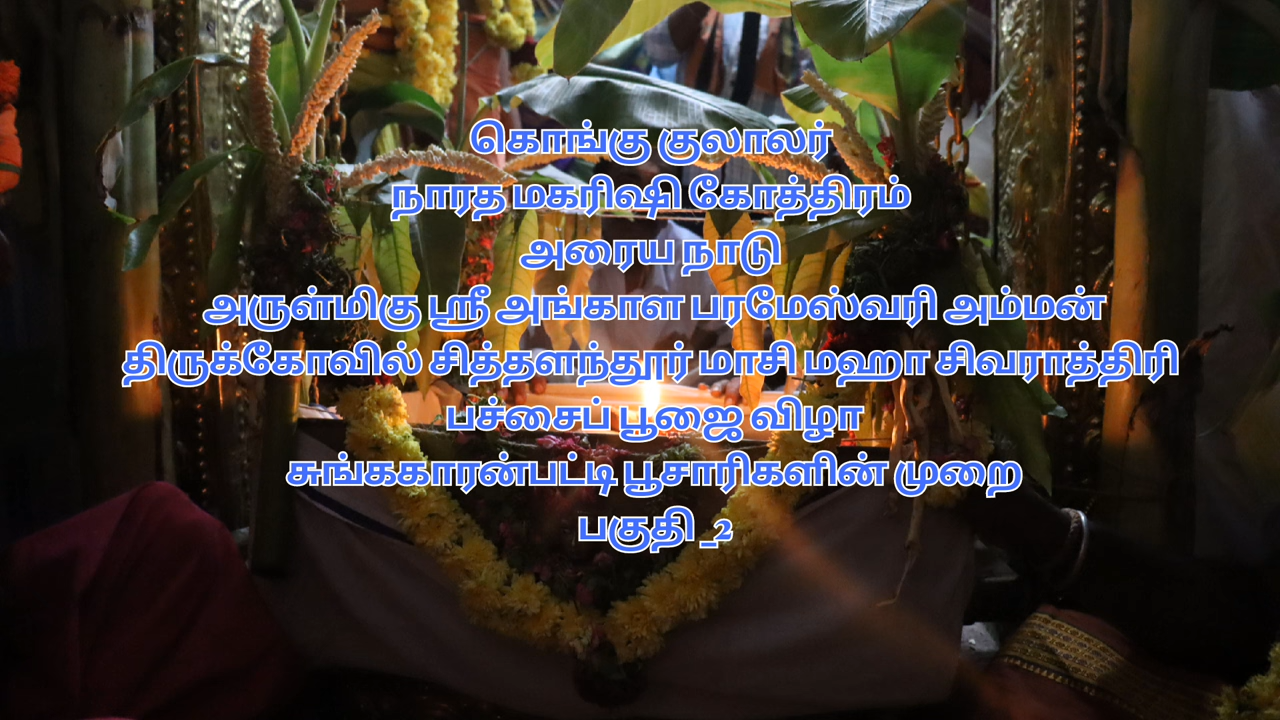 கொங்கு குலாலர்
நாரத மகரிஷி கோத்திரம்
அரைய நாடு
அருள்மிகு ஸ்ரீ அங்காள பரமேஸ்வரி அம்மன்
திருக்கோவில் சித்தளந்தூர் மாசி மஹா சிவராத்திரி
பச்சைப் பூஜை விழா
சுங்ககாரன்பட்டி பூசாரிகளின் முறை
பகுதி _2